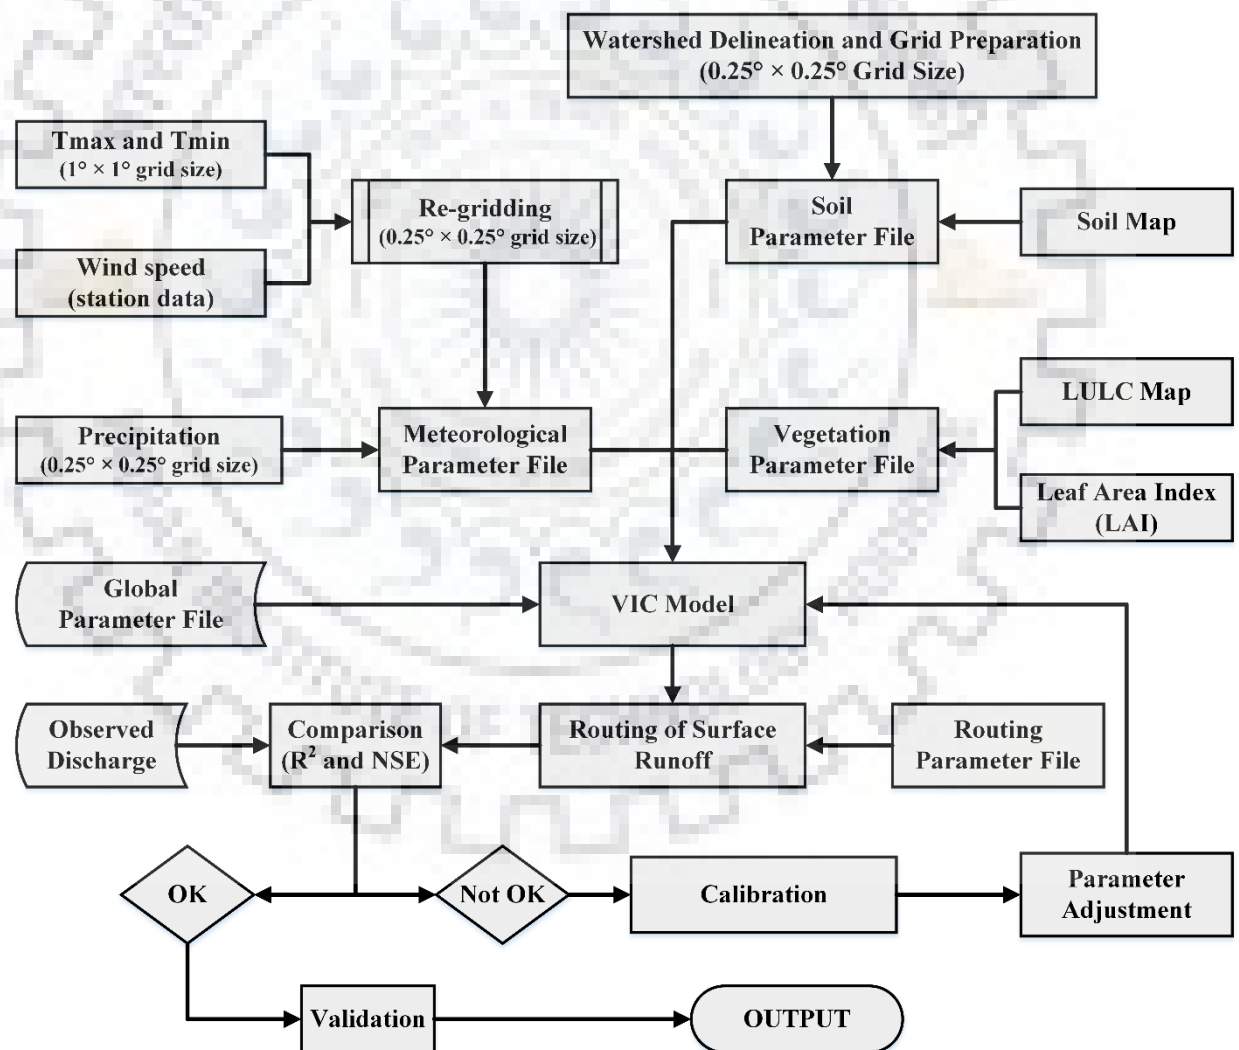 Watershed Delineation and Grid Preparation
(0.25° × 0.25° Grid Size)
Tmax and Tmin
(1° × 1° grid size)
Re-gridding
(0.25° × 0.25° grid size)
Soil
Parameter File
Soil Map
Wind speed
(station data)
LULC Map
Precipitation
(0.25° × 0.25° grid size)
Meteorological
Parameter File
Vegetation
Parameter File
Leaf Area Index
(LAI)
Global
Parameter File
VIC Model
Observed
Discharge
Comparison
(R² and NSE)
Routing of Surface
Runoff
Routing
Parameter File
OK
Not OK
Calibration
Parameter
Adjustment
Validation
OUTPUT